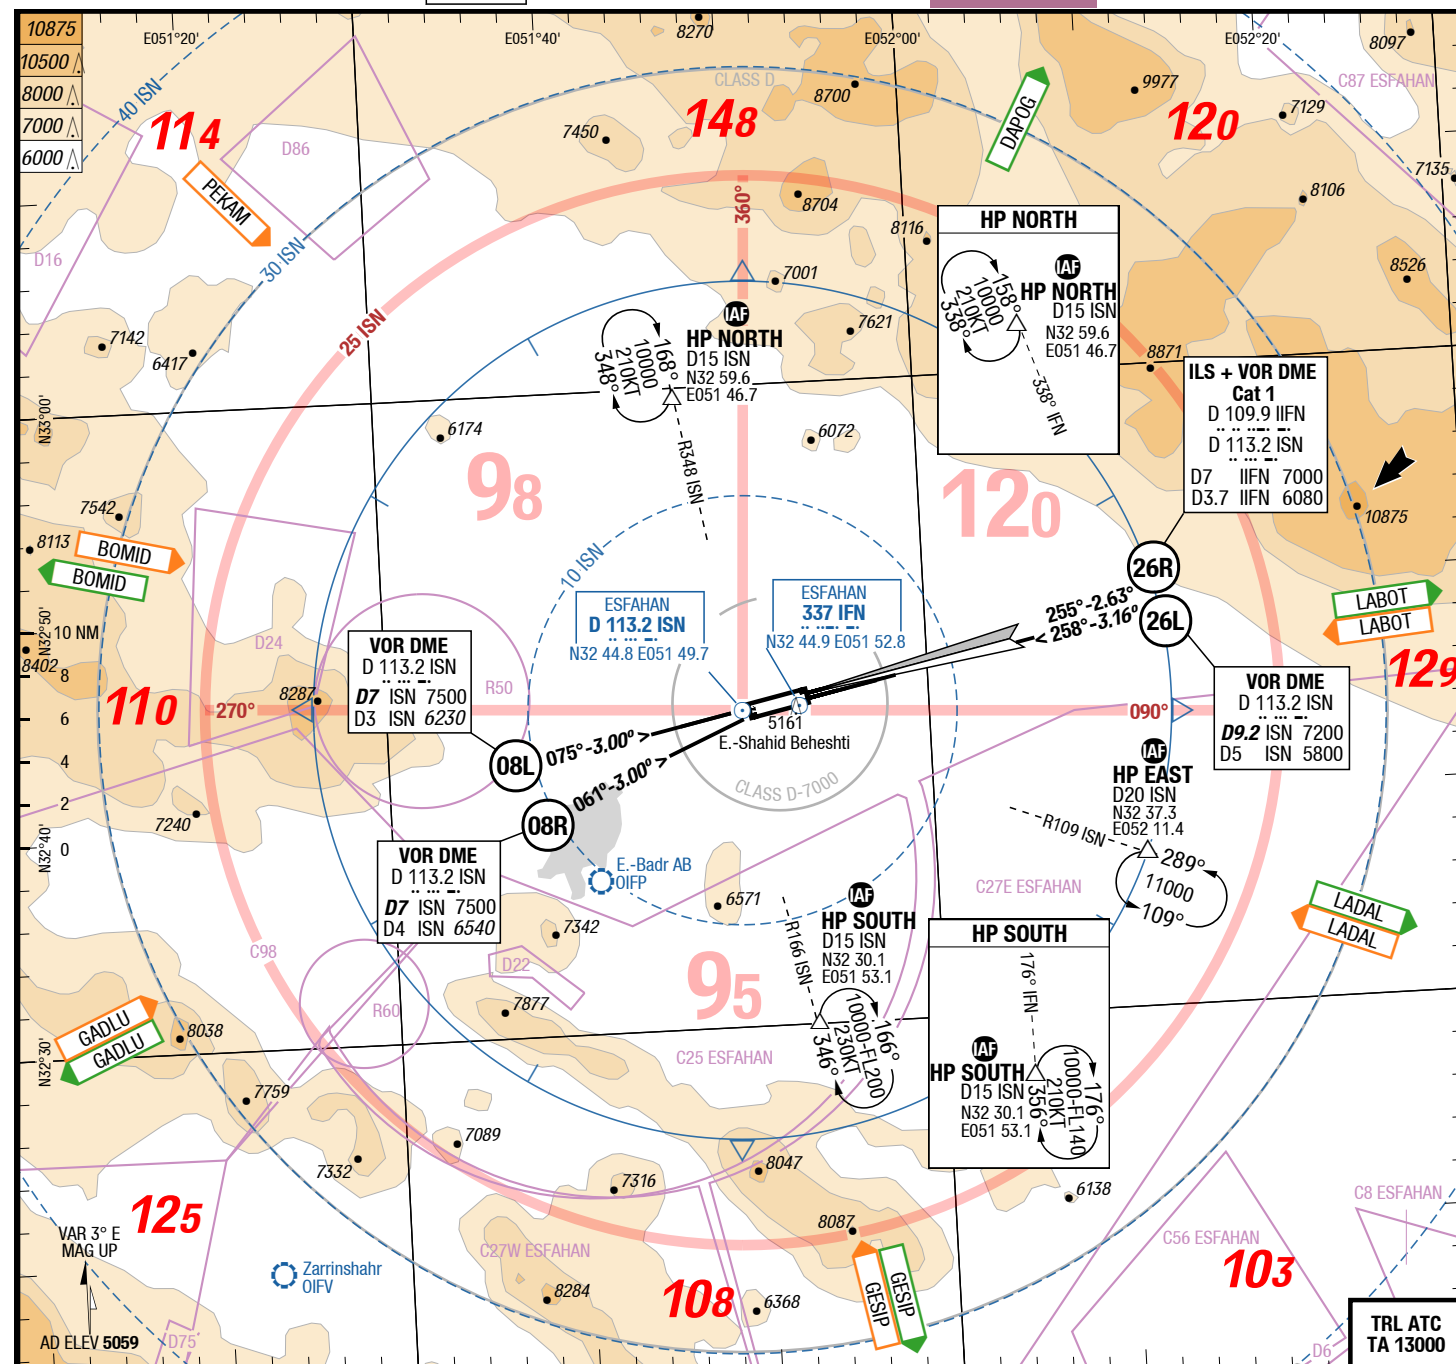 10875
10500
8000
7000
6000
E051°20'
E051°40'
E052°00'
E052°20'
8270
8097
40 ISN
114
148
120
CLASS D
8700
9977
C87 ESFAHAN
7129
DAPOG
7450
D86
PEKAM
7135
8106
8704
360°
8116
D16
30 ISN
7001
8526
HP NORTH
IAF
HP NORTH
D15 ISN
N32 59.6
E051 46.7
158°
10000
210KT
338°
338° IFN
25 ISN
7142
6417
7621
IAF
HP NORTH
D15 ISN
N32 59.6
E051 46.7
168°
10000
210KT
348°
R348 ISN
8871
ILS + VOR DME
Cat 1
D 109.9 IIFN
D 113.2 ISN
D7 IIFN 7000
D3.7 IIFN 6080
N33°00'
6174
6072
98
120
10875
7542
8113
BOMID
BOMID
10 ISN
26R
255°-2.63°
< 258°-3.16°
26L
LABOT
LABOT
129
ESFAHAN
D 113.2 ISN
N32 44.8 E051 49.7
ESFAHAN
337 IFN
N32 44.9 E051 52.8
N32°50'
10 NM
8
6
4
2
0
8402
D24
VOR DME
D 113.2 ISN
D7 ISN 7500
D3 ISN 6230
R50
8287
110
270°
090°
5161
E.-Shahid Beheshti
CLASS D-7000
VOR DME
D 113.2 ISN
D9.2 ISN 7200
D5 ISN 5800
08L
075°-3.00° >
061°-3.00° >
08R
IAF
HP EAST
D20 ISN
N32 37.3
E052 11.4
R109 ISN
289°
11000
109°
7240
N32°40'
VOR DME
D 113.2 ISN
D7 ISN 7500
D4 ISN 6540
E.-Badr AB
OIFP
6571
7342
C27E ESFAHAN
LADAL
LADAL
IAF
HP SOUTH
D15 ISN
N32 30.1
E051 53.1
R166 ISN
166°
10000-FL200
230KT
346°
HP SOUTH
176° IFN
IAF
HP SOUTH
D15 ISN
N32 30.1
E051 53.1
176°
10000-FL140
210KT
356°
C98
D22
95
R60
7877
GADLU
GADLU
8038
N32°30'
C25 ESFAHAN
7759
7089
7332
8047
7316
6138
125
8087
C8 ESFAHAN
C56 ESFAHAN
103
VAR 3° E
MAG UP
Zarrinshahr
OIFV
C27W ESFAHAN
8284
108
6368
GESIP
GESIP
AD ELEV 5059
D75
D6
TRL ATC
TA 13000